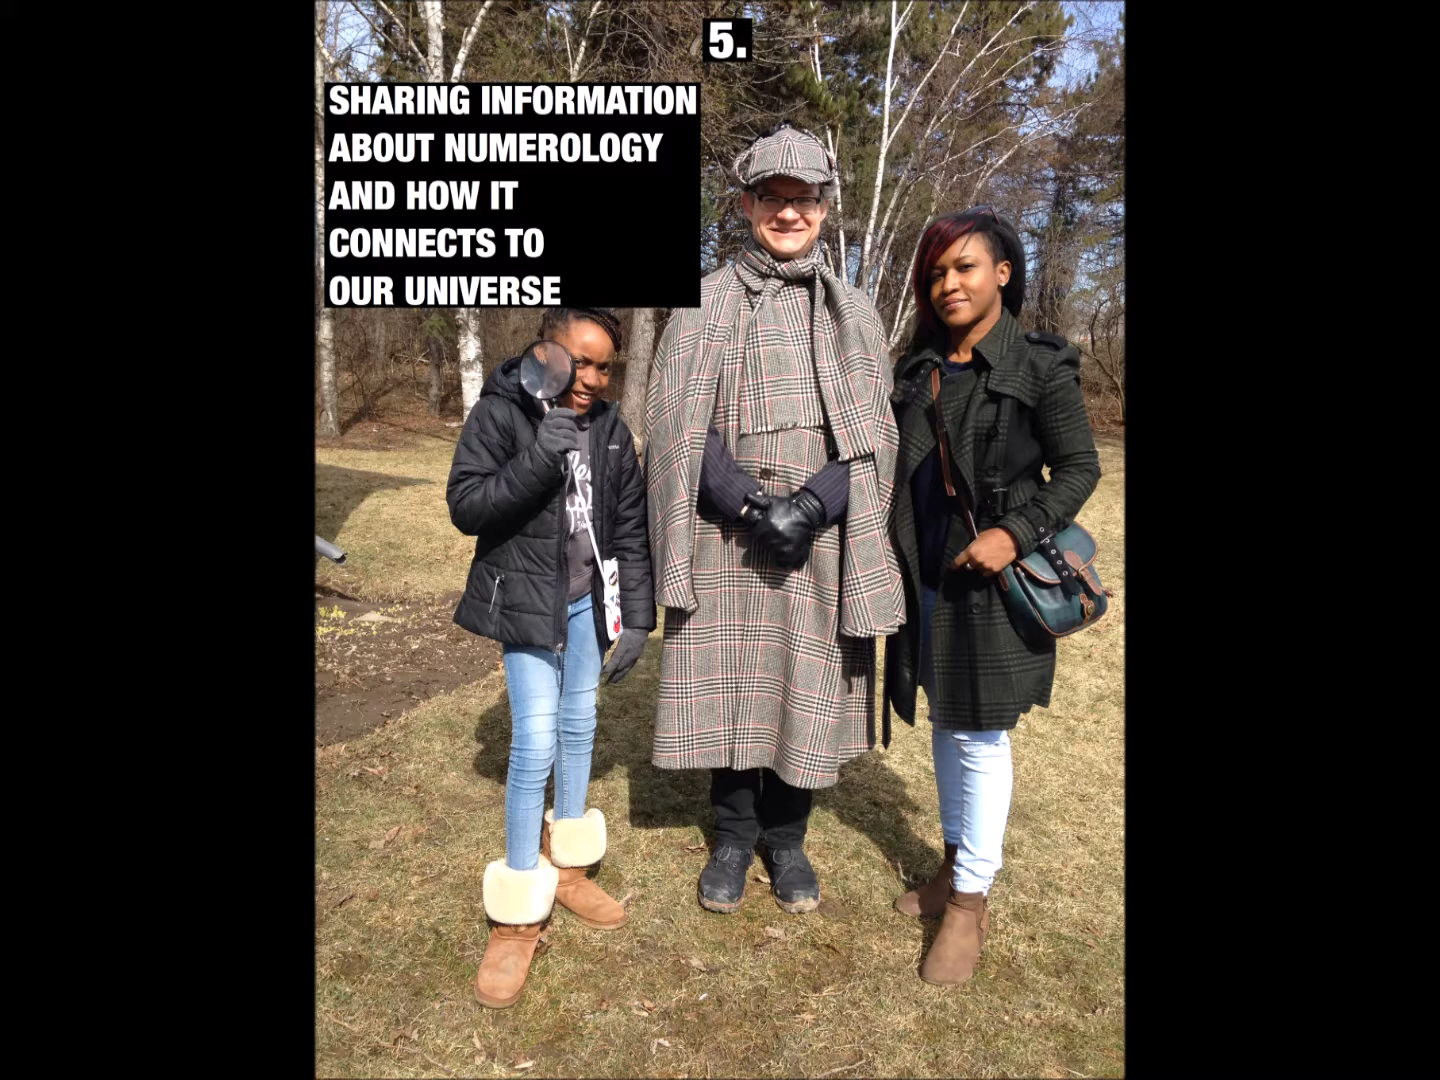 5.
SHARING INFORMATION
ABOUT NUMEROLOGY
AND HOW IT
CONNECTS TO
OUR UNIVERSE